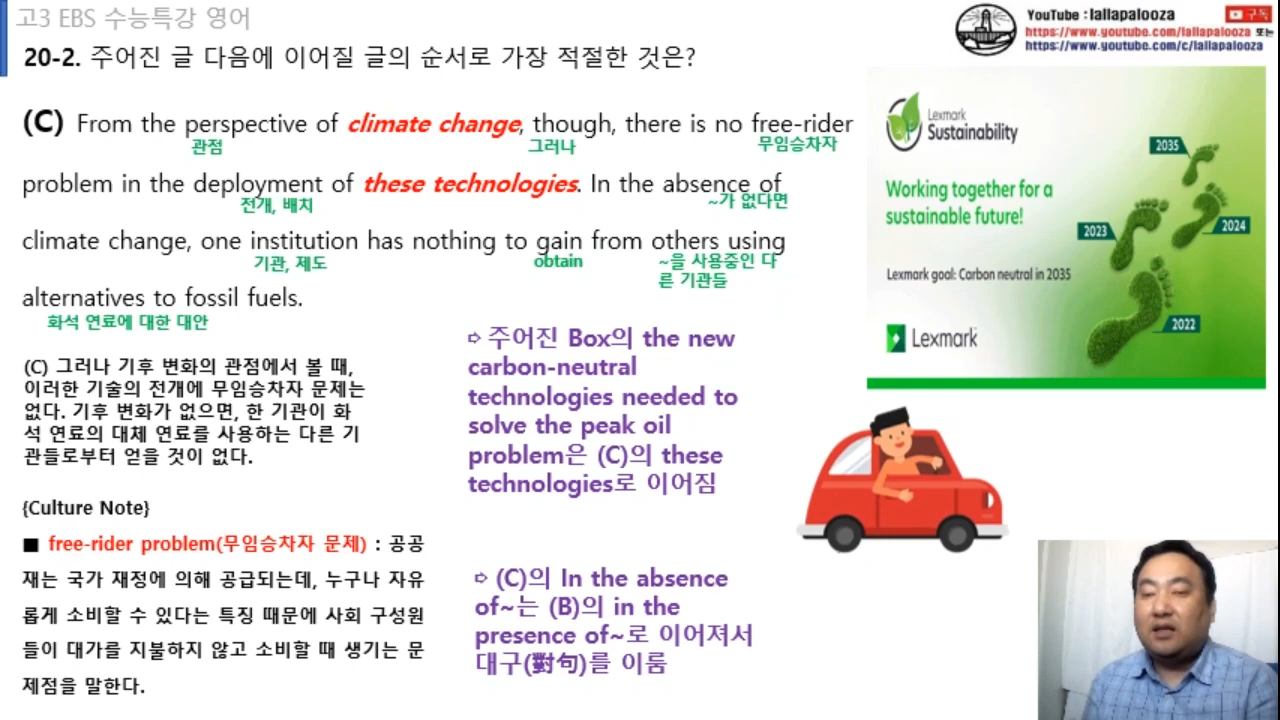 고3 EBS 수능특강 영어
20-2. 주어진 글 다음에 이어질 글의 순서로 가장 적절한 것은?
YouTube : lallapalooza
구독
https://www.youtube.com/lallapalooza 또는
https://www.youtube.com/c/lallapalooza
(C) From the perspective of climate change, though, there is no free-rider
관점 그러나 무임승차자
problem in the deployment of these technologies. In the absence of
전개, 배치 ~가 없다면
climate change, one institution has nothing to gain from others using
기관, 제도 obtain ~을 사용중인 다
른 기관들
alternatives to fossil fuels.
화석 연료에 대한 대안
(C) 그러나 기후 변화의 관점에서 볼 때,
이러한 기술의 전개에 무임승차자 문제는
없다. 기후 변화가 없으면, 한 기관이 화
석 연료의 대체 연료를 사용하는 다른 기
관들로부터 얻을 것이 없다.
{Culture Note}
■ free-rider problem(무임승차자 문제) : 공공
재는 국가 재정에 의해 공급되는데, 누구나 자유
롭게 소비할 수 있다는 특징 때문에 사회 구성원
들이 대가를 지불하지 않고 소비할 때 생기는 문
제점을 말한다.
⇨ 주어진 Box의 the new
carbon-neutral
technologies needed to
solve the peak oil
problem은 (C)의 these
technologies로 이어짐
⇨ (C)의 In the absence
of~는 (B)의 in the
presence of~로 이어져서
대구(對句)를 이룸
Lexmark
Sustainability
Working together for a
sustainable future!
Lexmark goal: Carbon neutral in 2035
Lexmark
2035
2024
2023
2022